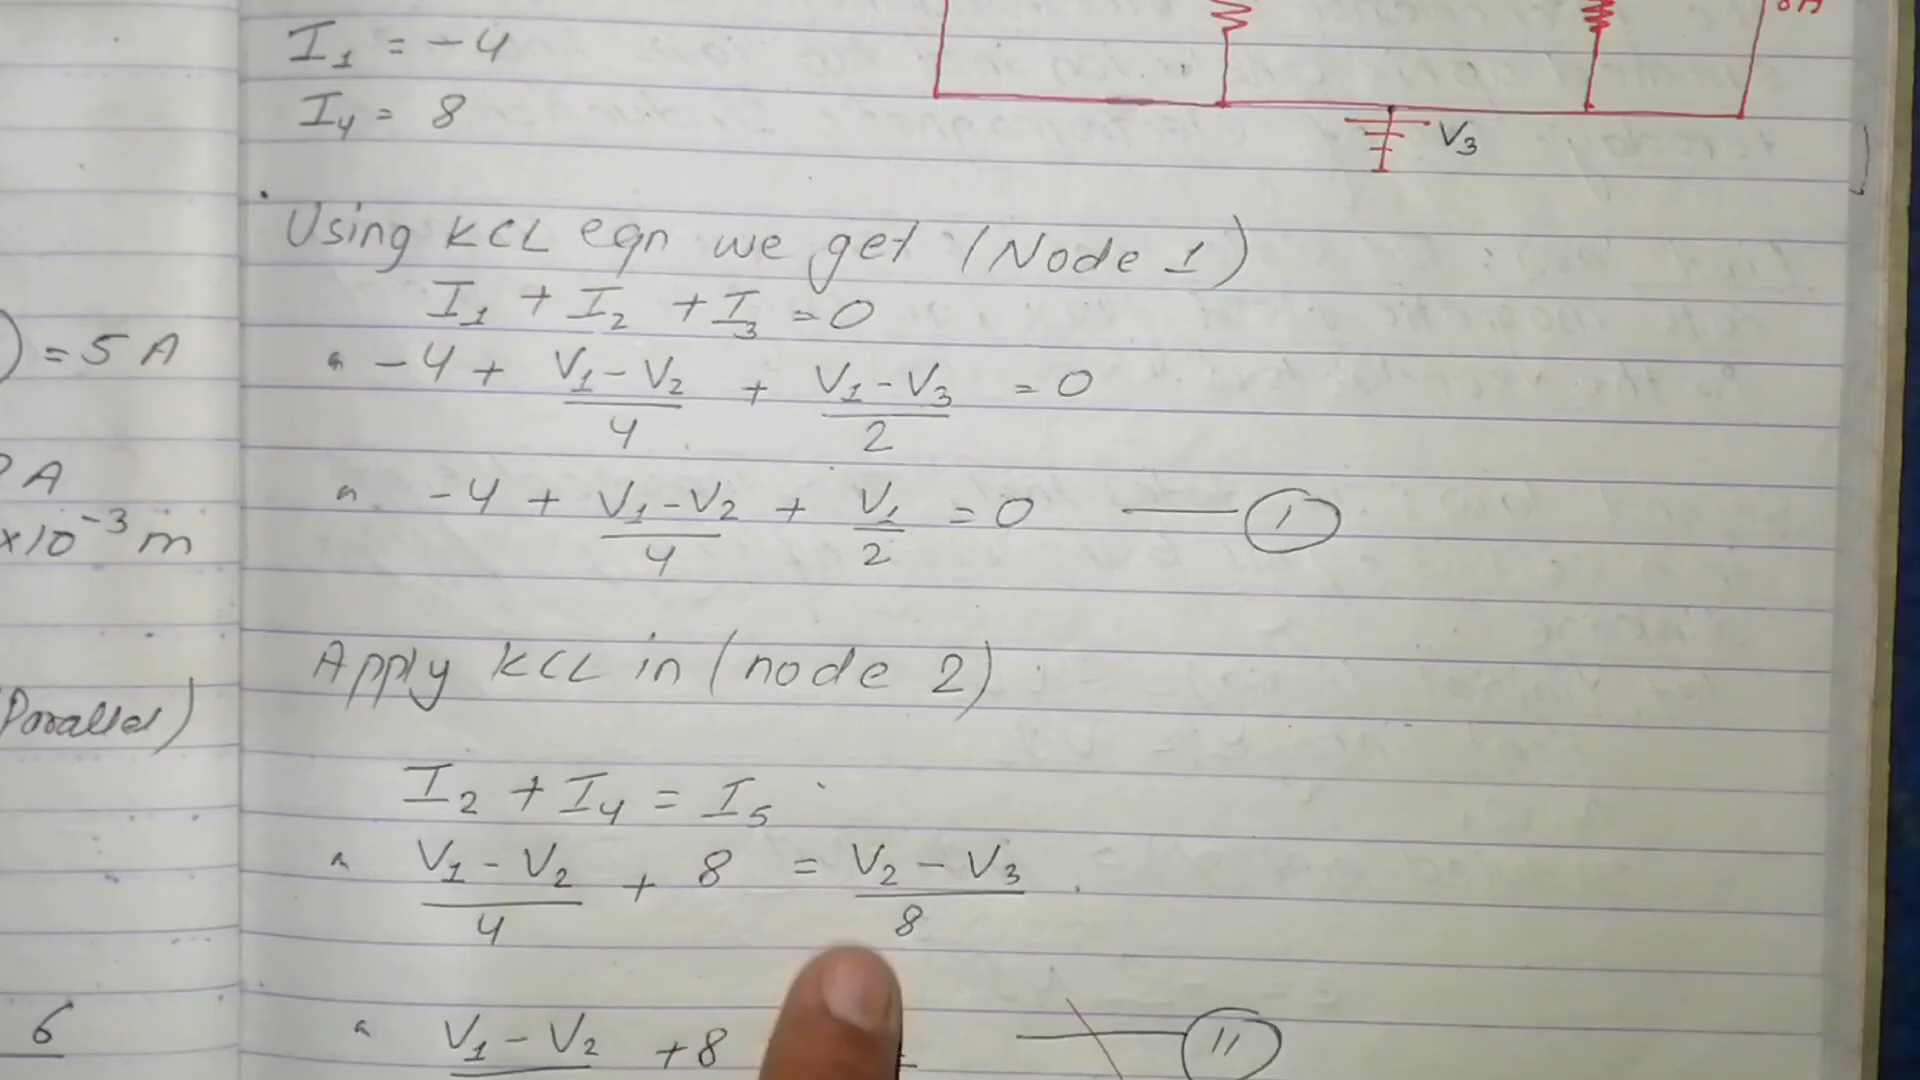 I₁ = -4
I₄ = 8
8A
V₃
Using KCL eqn we get (Node 1)
I₁ + I₂ + I₃ = 0
-4 + (V₁ - V₂)/4 + (V₁ - V₃)/2 = 0
-4 + (V₁ - V₂)/4 + V₁/2 = 0 — I
Apply KCL in (node 2)
I₂ + I₄ = I₅
(V₁ - V₂)/4 + 8 = (V₂ - V₃)/8
V₁ - V₂ + 8 — II
) = 5 A
A
×10⁻³ m
(Parallel)
6